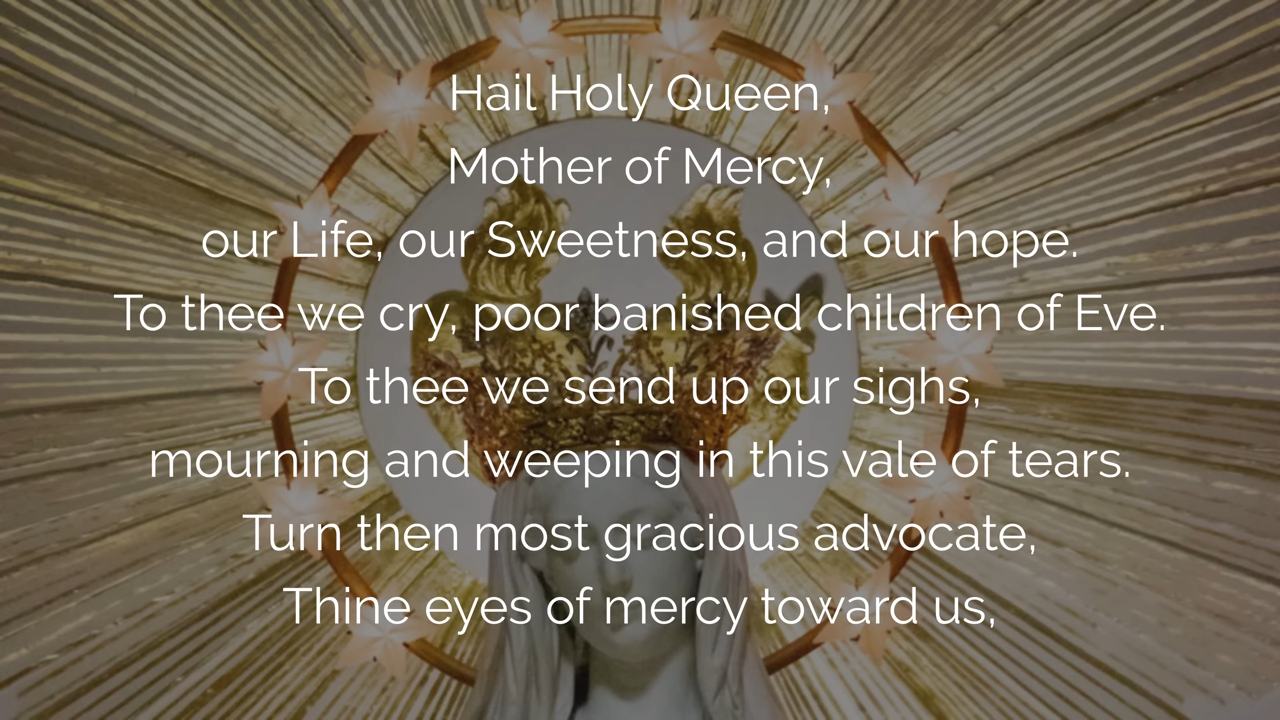 Hail Holy Queen,
Mother of Mercy,
our Life, our Sweetness, and our hope.
To thee we cry, poor banished children of Eve.
To thee we send up our sighs,
mourning and weeping in this vale of tears.
Turn then most gracious advocate,
Thine eyes of mercy toward us,